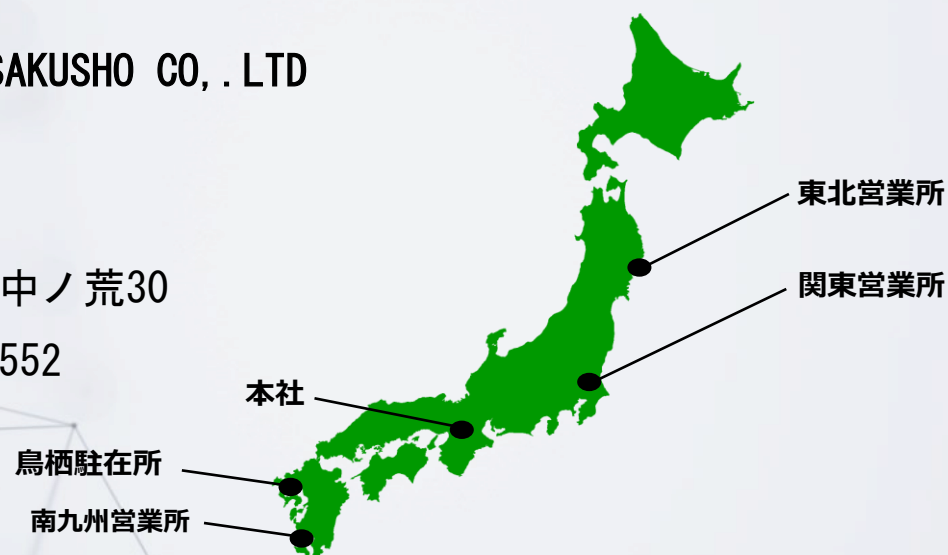 SAKUSHO CO,.LTD
東北営業所
中ノ荒30
関東営業所
552
本社
鳥栖駐在所
南九州営業所